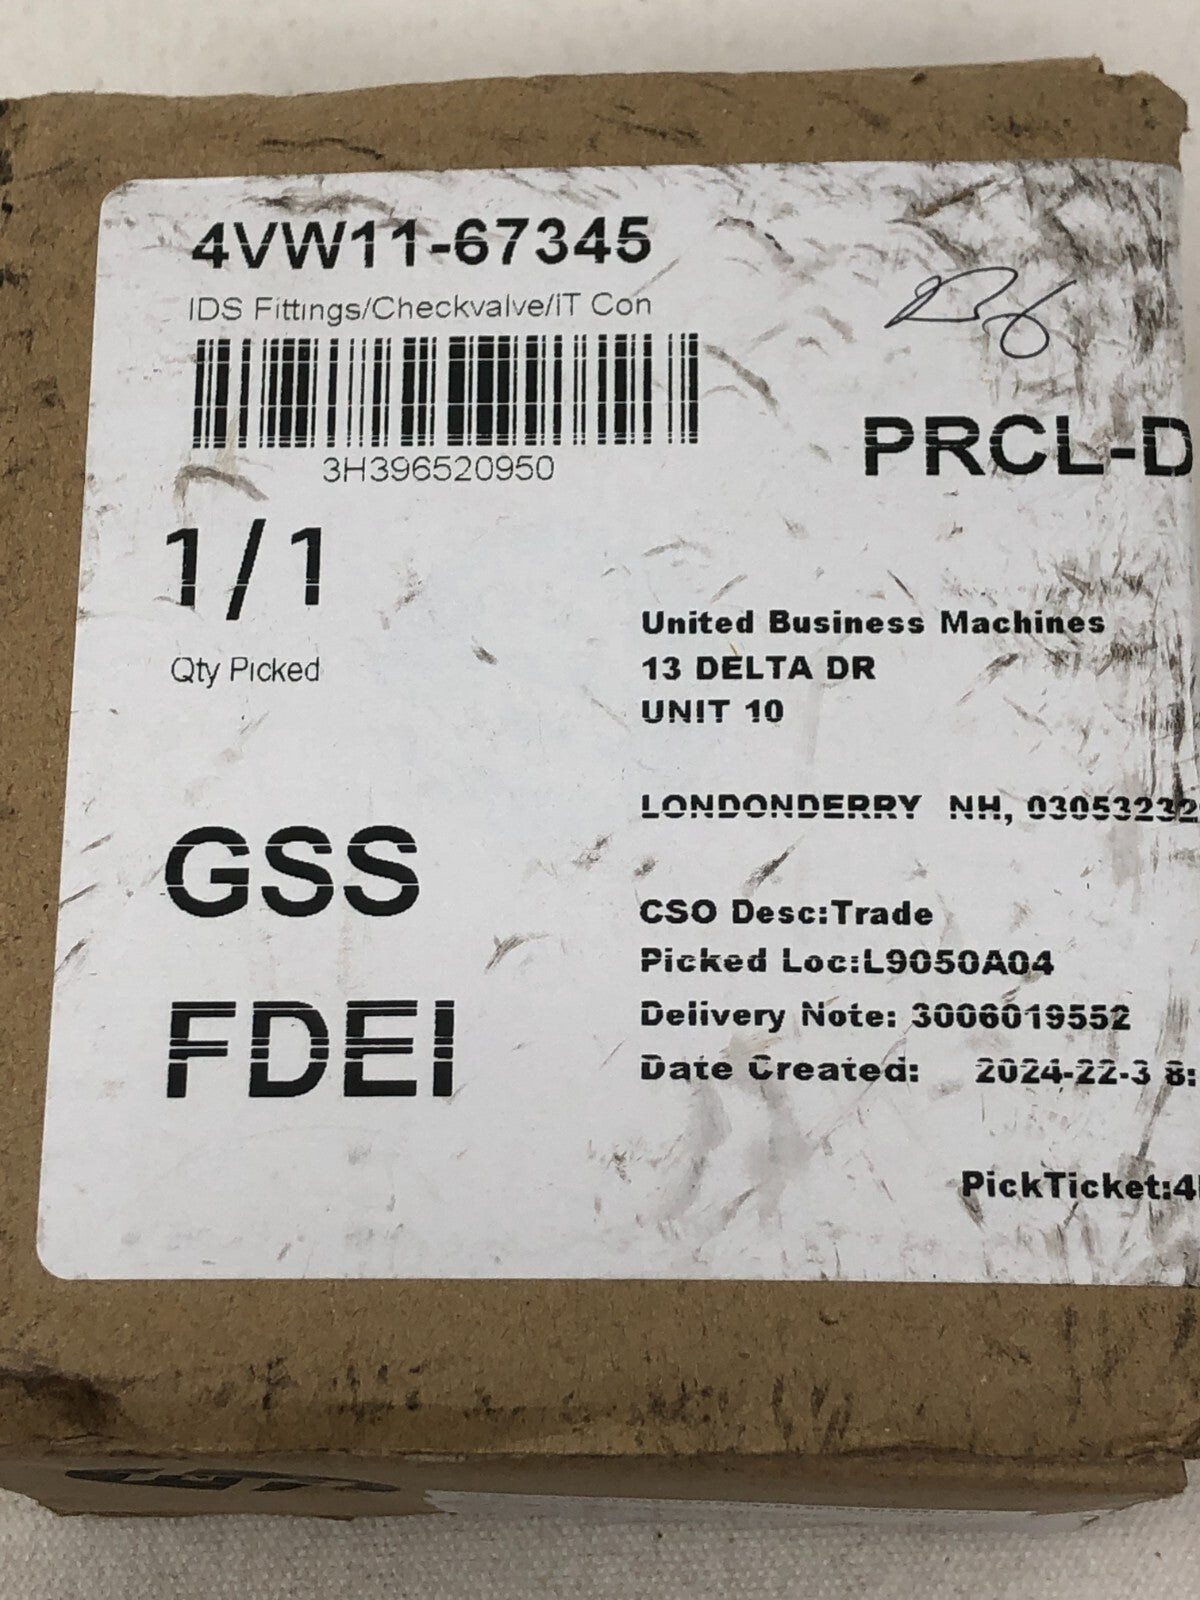 4VW11-67345
IDS Fittings/Checkvalve/IT Con
3H396520950
PRCL-D
1/1
Qty Picked
United Business Machines
13 DELTA DR
UNIT 10
LONDONDERRY NH, 03053232
GSS
FDEI
CSO Desc:Trade
Picked Loc:L9050A04
Delivery Note: 3006019552
Date Created: 2024-22-3 8:
PickTicket:4